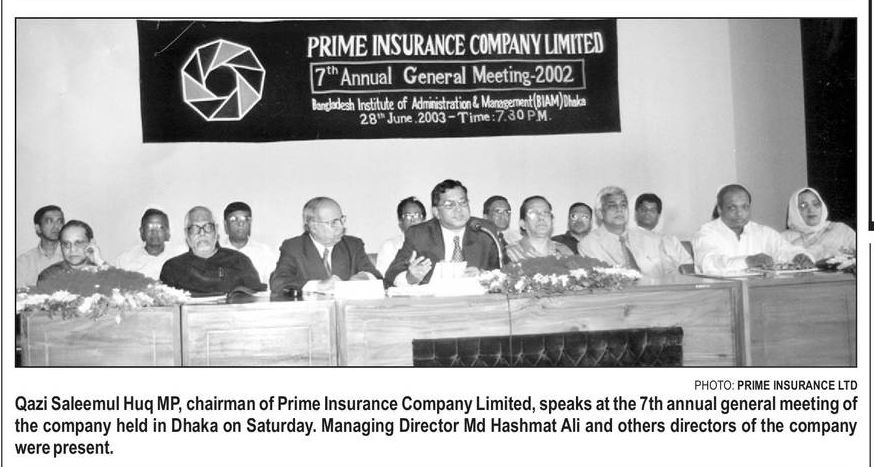 PRIME INSURANCE COMPANY LIMITED
7th Annual General Meeting-2002
Bangladesh Institute of Administration & Management(BIAM)Dhaka
28th June.2003-Time:7.30 P.M.
PHOTO: PRIME INSURANCE LTD
Qazi Saleemul Huq MP, chairman of Prime Insurance Company Limited, speaks at the 7th annual general meeting of
the company held in Dhaka on Saturday. Managing Director Md Hashmat Ali and others directors of the company
were present.